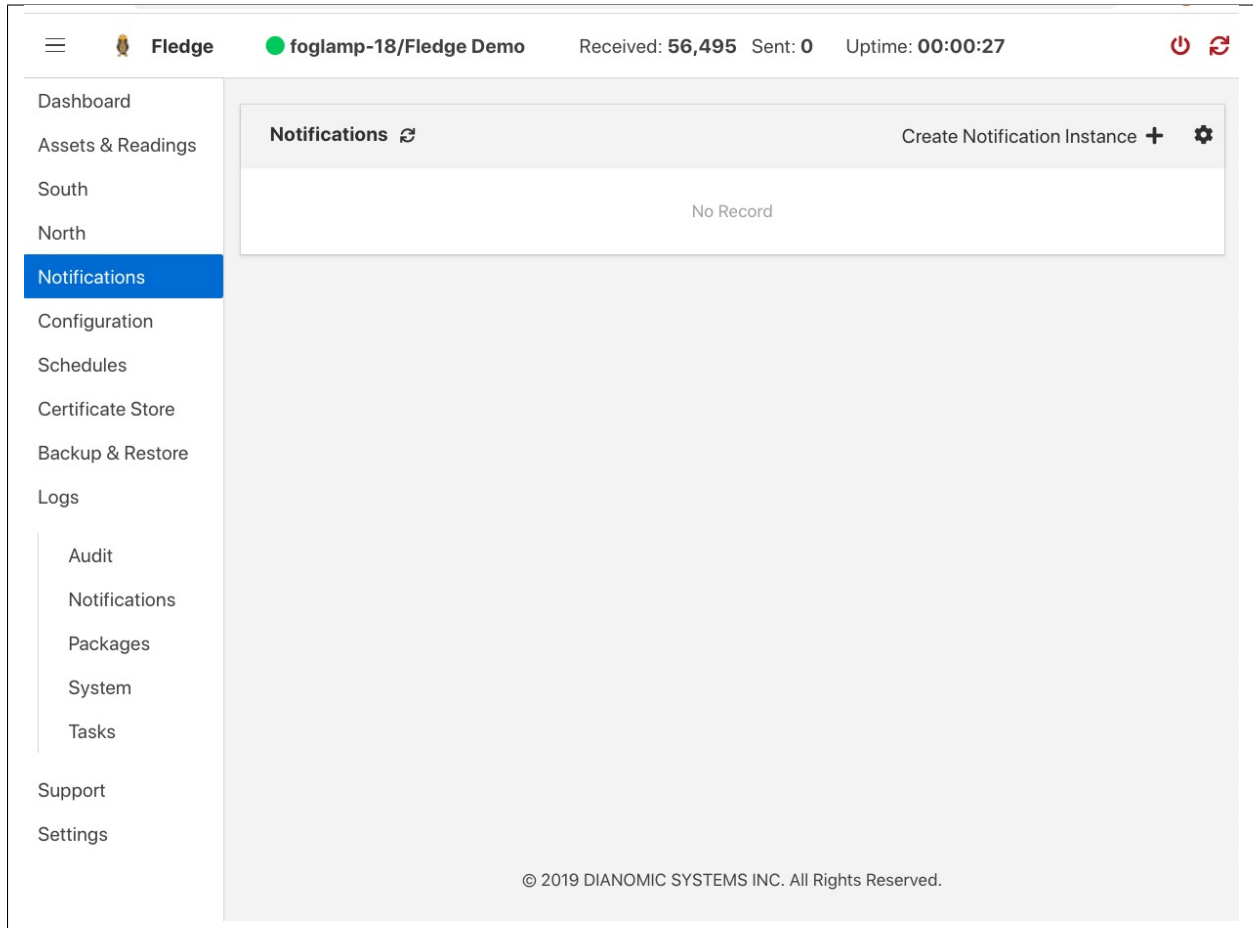 Fledge foglamp-18/Fledge Demo Received: 56,495 Sent: 0 Uptime: 00:00:27
Dashboard
Assets & Readings
South
North
Notifications
Configuration
Schedules
Certificate Store
Backup & Restore
Logs
Audit
Notifications
Packages
System
Tasks
Support
Settings
Notifications Create Notification Instance
No Record
© 2019 DIANOMIC SYSTEMS INC. All Rights Reserved.